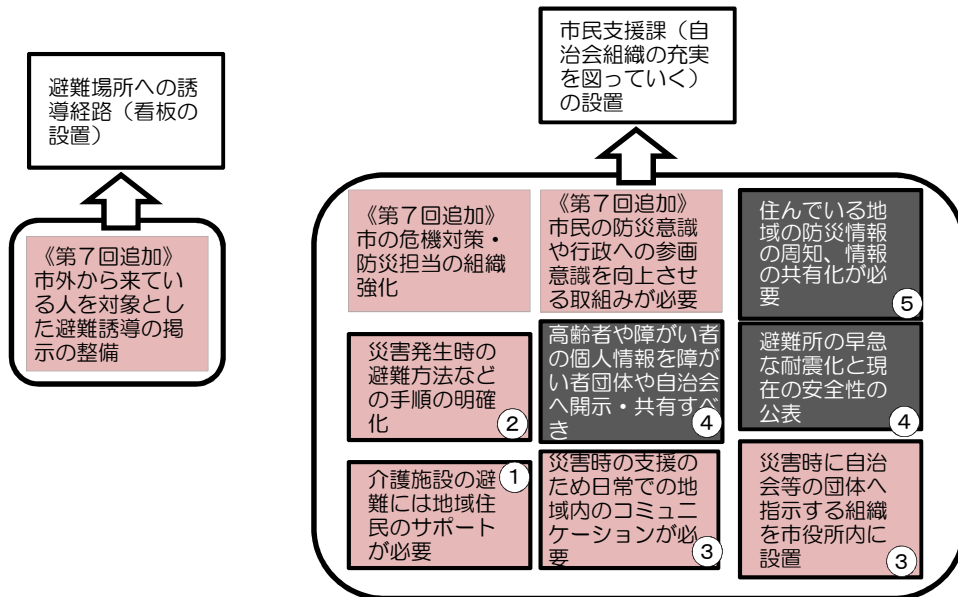 避難場所への誘
導経路（看板の
設置）
《第７回追加》
市外から来てい
る人を対象とし
た避難誘導の掲
示の整備
市民支援課（自
治会組織の充実
を図っていく）
の設置
《第７回追加》
市の危機対策・
防災担当の組織
強化
《第７回追加》
市民の防災意識
や行政への参画
意識を向上させ
る取組みが必要
住んでいる地
域の防災情報
の周知、情報
の共有化が必
要
⑤
災害発生時の
避難方法など
の手順の明確
化
②
高齢者や障がい者
の個人情報を障が
い者団体や自治会
へ開示・共有すべ
き
④
避難所の早急
な耐震化と現
在の安全性の
公表
④
介護施設の避
難には地域住
民のサポート
が必要
①
災害時の支援の
ため日常での地
域内のコミュニ
ケーションが必
要
③
災害時に自治
会等の団体へ
指示する組織
を市役所内に
設置
③